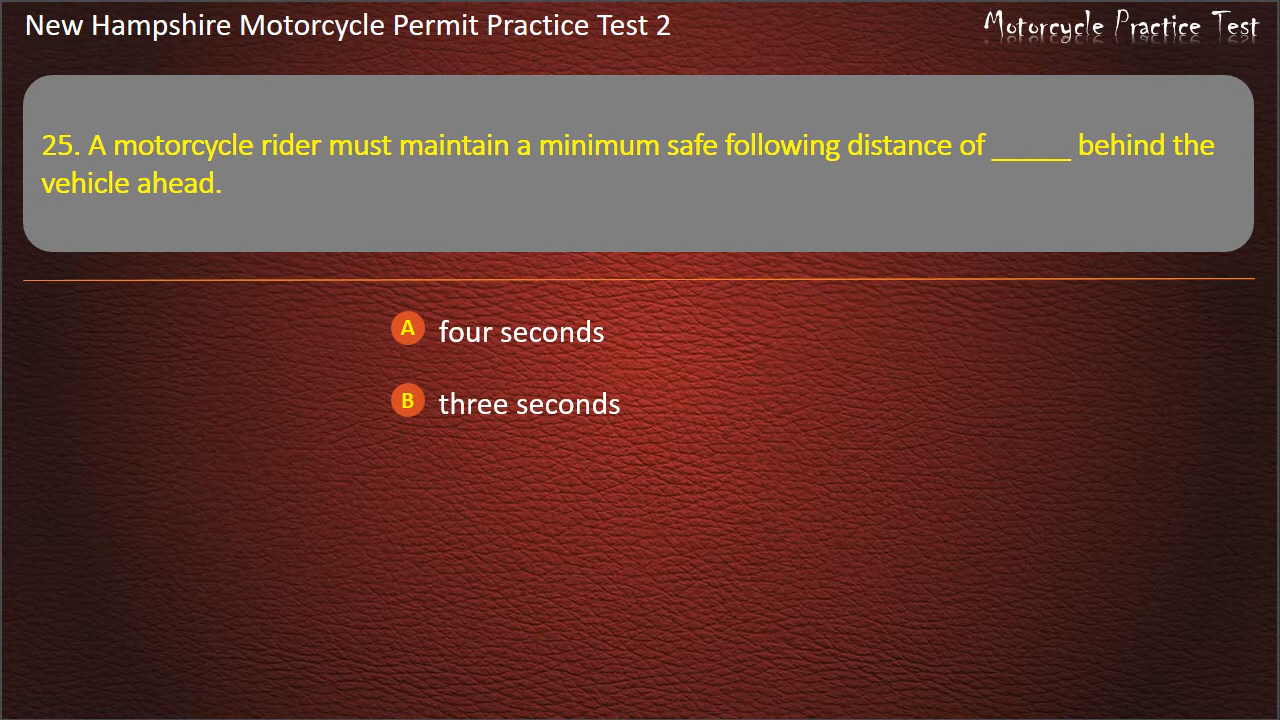 New Hampshire Motorcycle Permit Practice Test 2
Motorcycle Practice Test
25. A motorcycle rider must maintain a minimum safe following distance of _____ behind the
vehicle ahead.
A four seconds
B three seconds